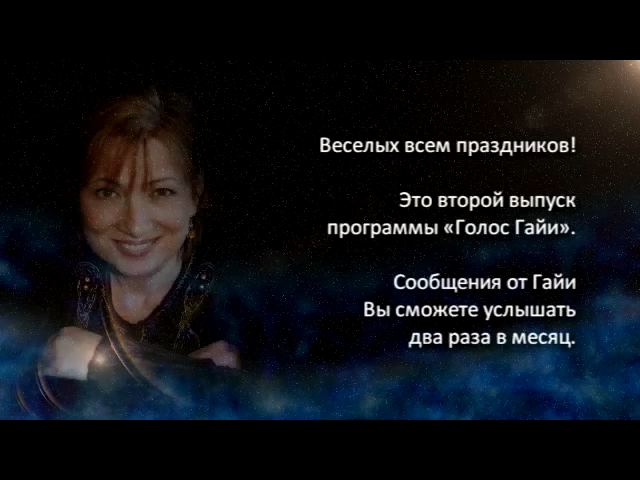 Веселых всем праздников!
Это второй выпуск
программы «Голос Гайи».
Сообщения от Гайи
Вы сможете услышать
два раза в месяц.